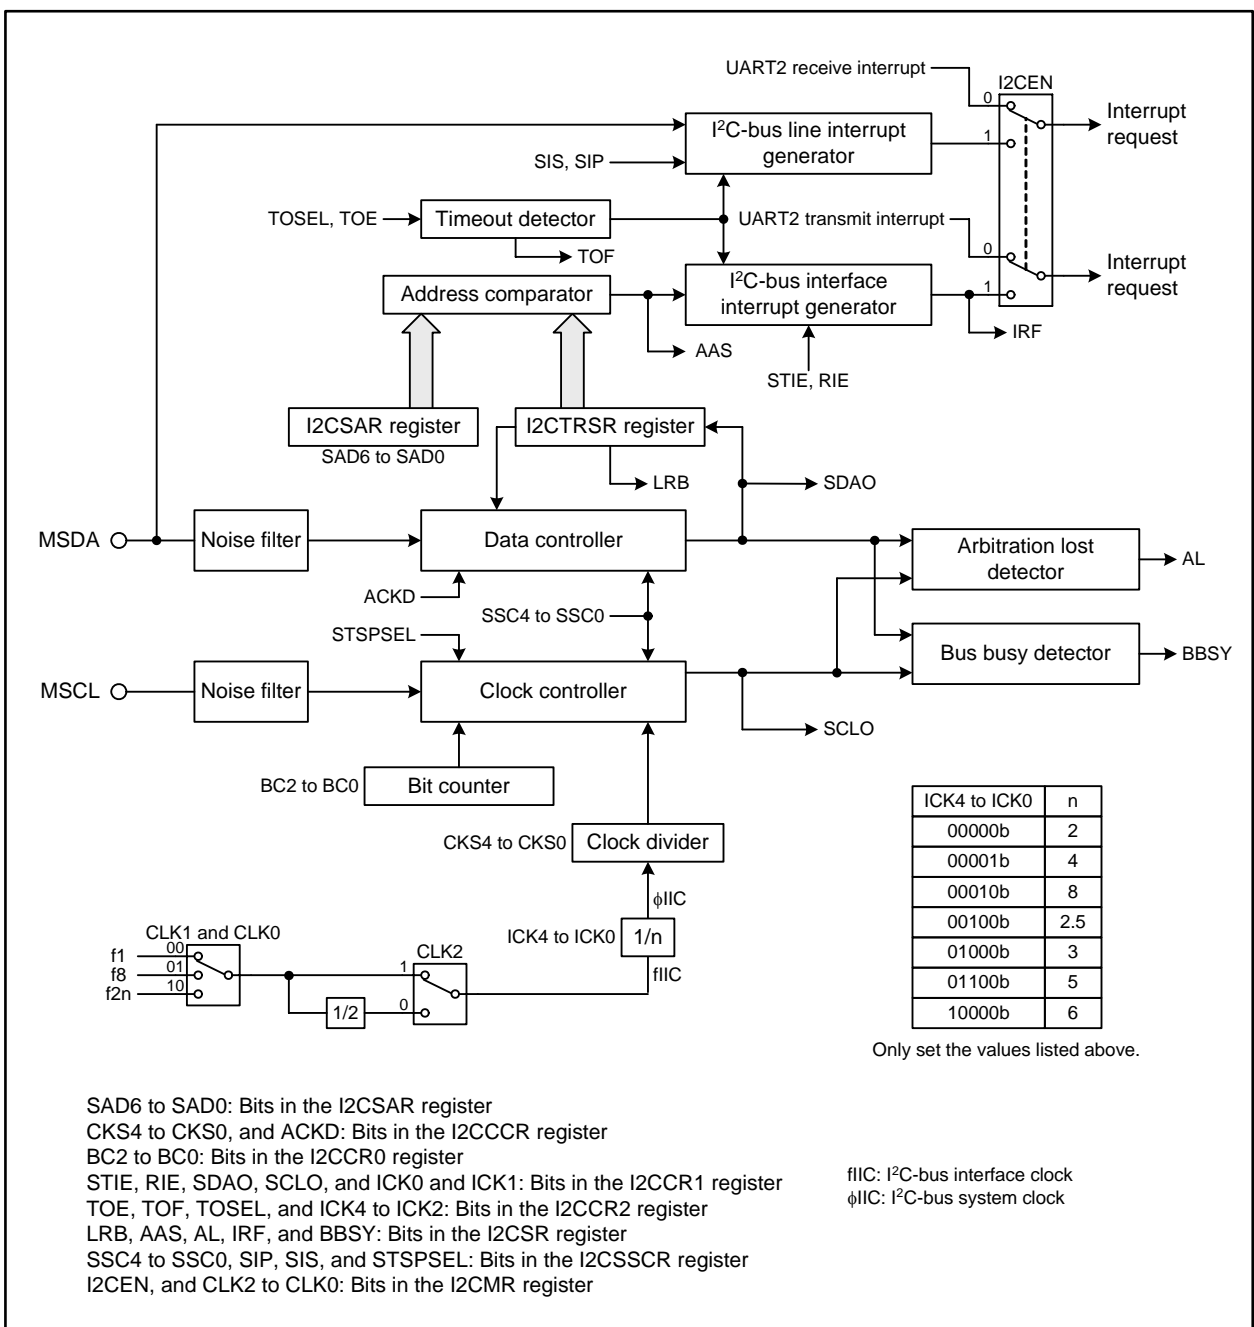 UART2 receive interrupt
I2CEN
0
Interrupt
request
I²C-bus line interrupt
generator
1
SIS, SIP
TOSEL, TOE
Timeout detector
UART2 transmit interrupt
TOF
0
Interrupt
request
Address comparator
I²C-bus interface
interrupt generator
1
IRF
AAS
STIE, RIE
I2CSAR register
I2CTRSR register
SAD6 to SAD0
LRB
SDAO
MSDA
Noise filter
Data controller
Arbitration lost
detector
AL
ACKD
SSC4 to SSC0
STSPSEL
Bus busy detector
BBSY
MSCL
Noise filter
Clock controller
SCLO
BC2 to BC0
Bit counter
ICK4 to ICK0 n
00000b 2
00001b 4
00010b 8
00100b 2.5
01000b 3
01100b 5
10000b 6
Only set the values listed above.
CKS4 to CKS0
Clock divider
ϕIIC
ICK4 to ICK0
1/n
fIIC
CLK1 and CLK0
f1
00
f8
01
f2n
10
CLK2
1
1/2
0
SAD6 to SAD0: Bits in the I2CSAR register
CKS4 to CKS0, and ACKD: Bits in the I2CCCR register
BC2 to BC0: Bits in the I2CCR0 register
STIE, RIE, SDAO, SCLO, and ICK0 and ICK1: Bits in the I2CCR1 register
TOE, TOF, TOSEL, and ICK4 to ICK2: Bits in the I2CCR2 register
LRB, AAS, AL, IRF, and BBSY: Bits in the I2CSR register
SSC4 to SSC0, SIP, SIS, and STSPSEL: Bits in the I2CSSCR register
I2CEN, and CLK2 to CLK0: Bits in the I2CMR register
fIIC: I²C-bus interface clock
ϕIIC: I²C-bus system clock